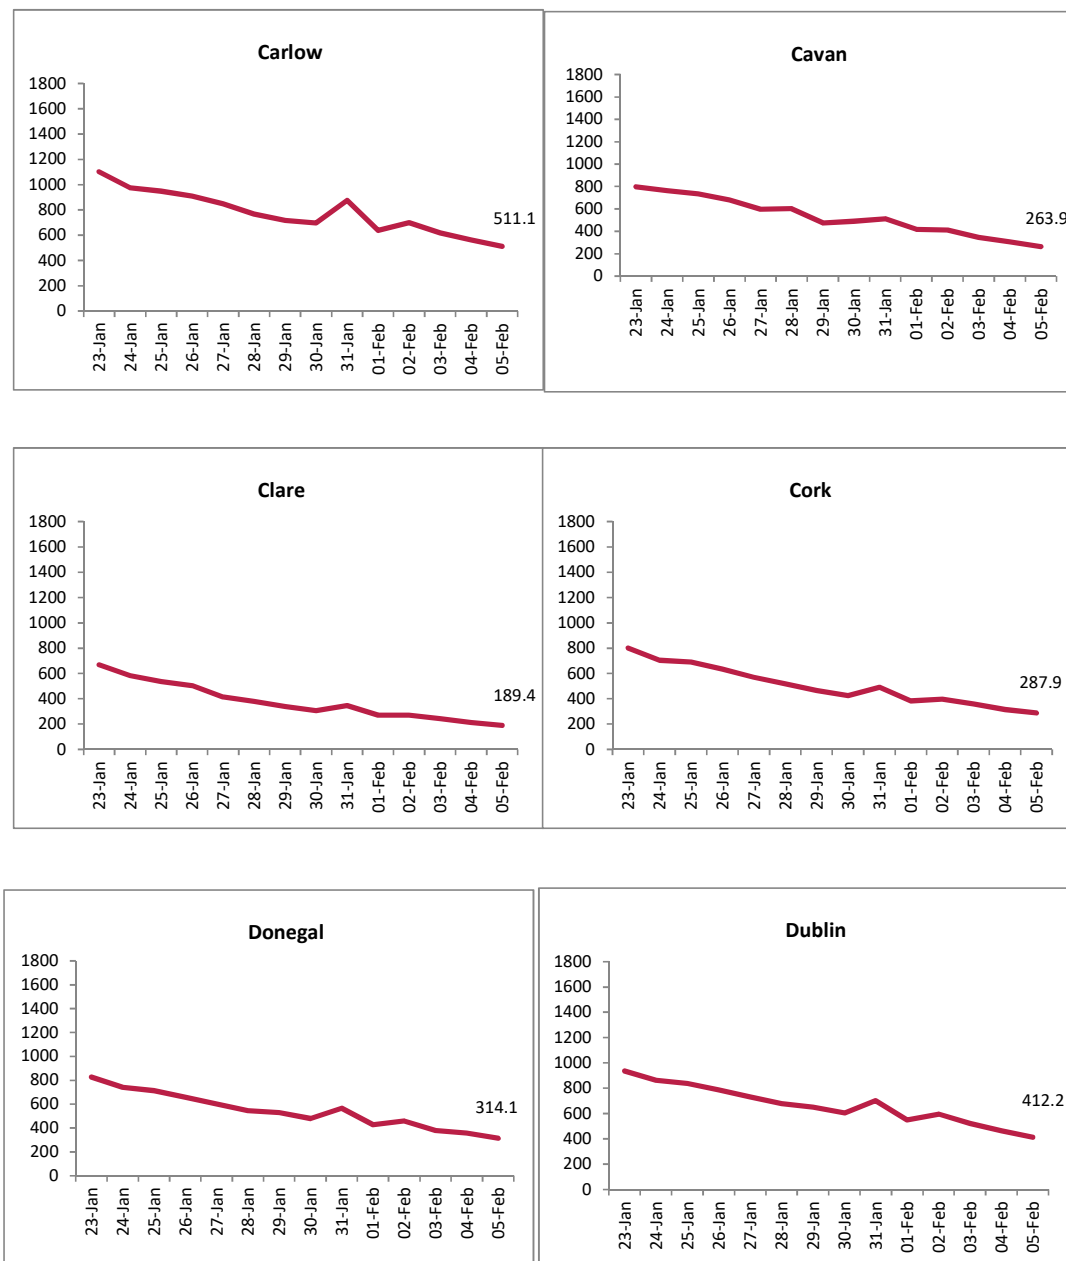 Carlow
1800
1600
1400
1200
1000
800
600
400
200
0
511.1
23-Jan
24-Jan
25-Jan
26-Jan
27-Jan
28-Jan
29-Jan
30-Jan
31-Jan
01-Feb
02-Feb
03-Feb
04-Feb
05-Feb
Cavan
1800
1600
1400
1200
1000
800
600
400
200
0
263.9
23-Jan
24-Jan
25-Jan
26-Jan
27-Jan
28-Jan
29-Jan
30-Jan
31-Jan
01-Feb
02-Feb
03-Feb
04-Feb
05-Feb
Clare
1800
1600
1400
1200
1000
800
600
400
200
0
189.4
23-Jan
24-Jan
25-Jan
26-Jan
27-Jan
28-Jan
29-Jan
30-Jan
31-Jan
01-Feb
02-Feb
03-Feb
04-Feb
05-Feb
Cork
1800
1600
1400
1200
1000
800
600
400
200
0
287.9
23-Jan
24-Jan
25-Jan
26-Jan
27-Jan
28-Jan
29-Jan
30-Jan
31-Jan
01-Feb
02-Feb
03-Feb
04-Feb
05-Feb
Donegal
1800
1600
1400
1200
1000
800
600
400
200
0
314.1
23-Jan
24-Jan
25-Jan
26-Jan
27-Jan
28-Jan
29-Jan
30-Jan
31-Jan
01-Feb
02-Feb
03-Feb
04-Feb
05-Feb
Dublin
1800
1600
1400
1200
1000
800
600
400
200
0
412.2
23-Jan
24-Jan
25-Jan
26-Jan
27-Jan
28-Jan
29-Jan
30-Jan
31-Jan
01-Feb
02-Feb
03-Feb
04-Feb
05-Feb